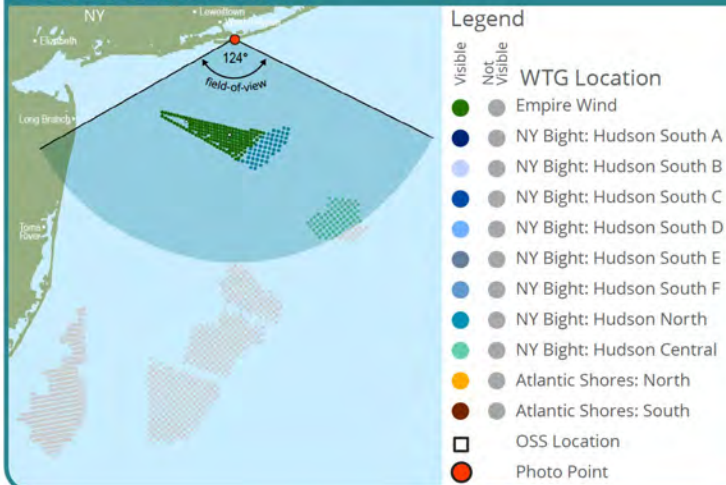 NY
Levittown
Elizabeth
124°
field-of-view
Long Branch
Toms
River
Legend
Visible
Not
Visible
WTG Location
Empire Wind
NY Bight: Hudson South A
NY Bight: Hudson South B
NY Bight: Hudson South C
NY Bight: Hudson South D
NY Bight: Hudson South E
NY Bight: Hudson South F
NY Bight: Hudson North
NY Bight: Hudson Central
Atlantic Shores: North
Atlantic Shores: South
OSS Location
Photo Point